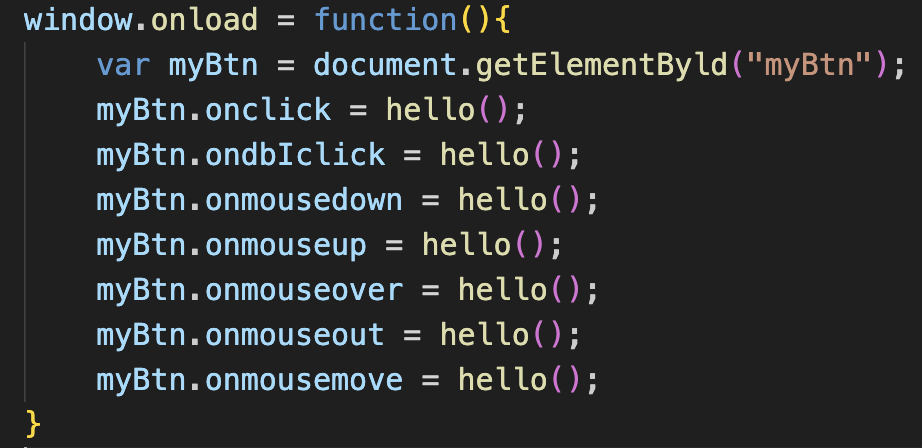 window.onload = function(){
var myBtn = document.getElementByld("myBtn");
myBtn.onclick = hello();
myBtn.ondbIclick = hello();
myBtn.onmousedown = hello();
myBtn.onmouseup = hello();
myBtn.onmouseover = hello();
myBtn.onmouseout = hello();
myBtn.onmousemove = hello();
}